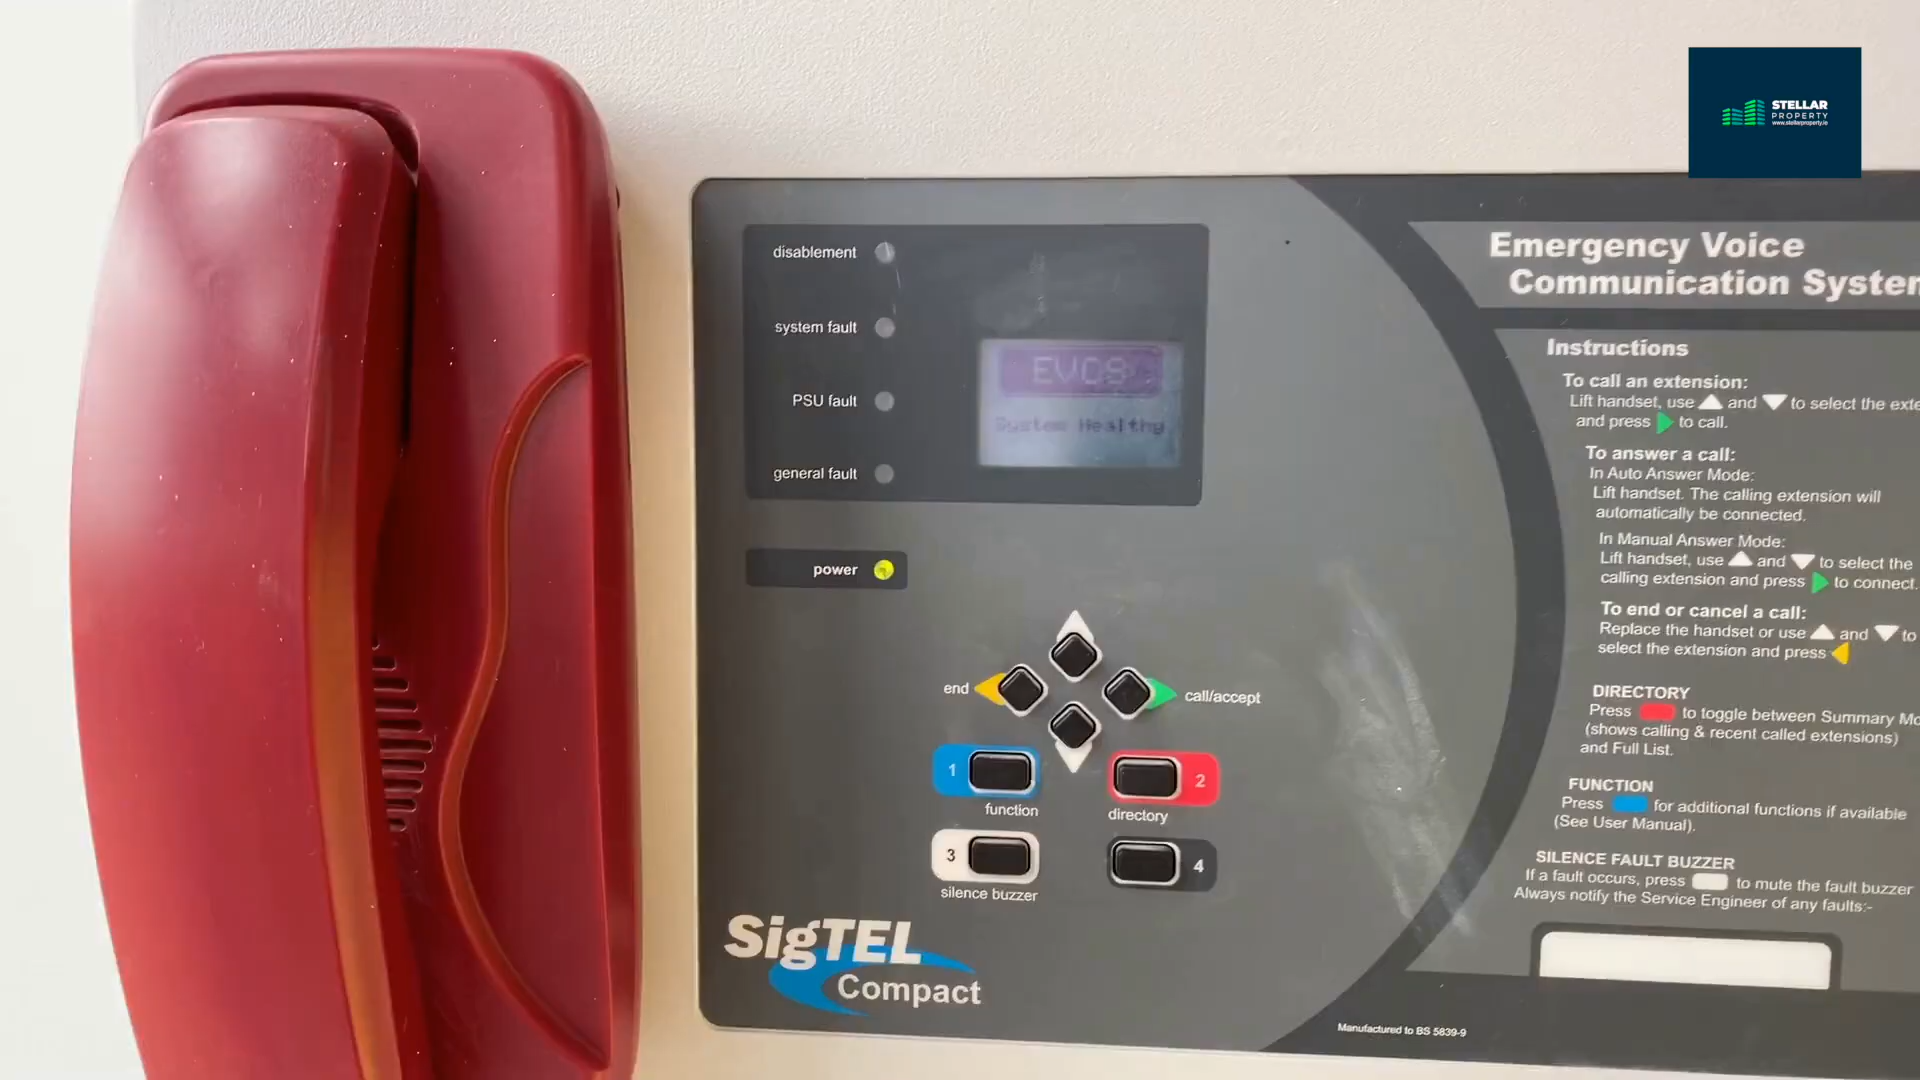 STELLAR
PROPERTY
www.stellarproperty.ie
disablement
system fault
PSU fault
general fault
EVCS
System Healthy
power
end
call/accept
1
function
2
directory
3
silence buzzer
4
SigTEL
Compact
Emergency Voice
Communication System
Instructions
To call an extension:
Lift handset, use and to select the exte
and press to call.
To answer a call:
In Auto Answer Mode:
Lift handset. The calling extension will
automatically be connected.
In Manual Answer Mode:
Lift handset, use and to select the
calling extension and press to connect.
To end or cancel a call:
Replace the handset or use and to
select the extension and press
DIRECTORY
Press to toggle between Summary Mo
(shows calling & recent called extensions)
and Full List.
FUNCTION
Press for additional functions if available
(See User Manual).
SILENCE FAULT BUZZER
If a fault occurs, press to mute the fault buzzer
Always notify the Service Engineer of any faults:-
Manufactured to BS 5839-9